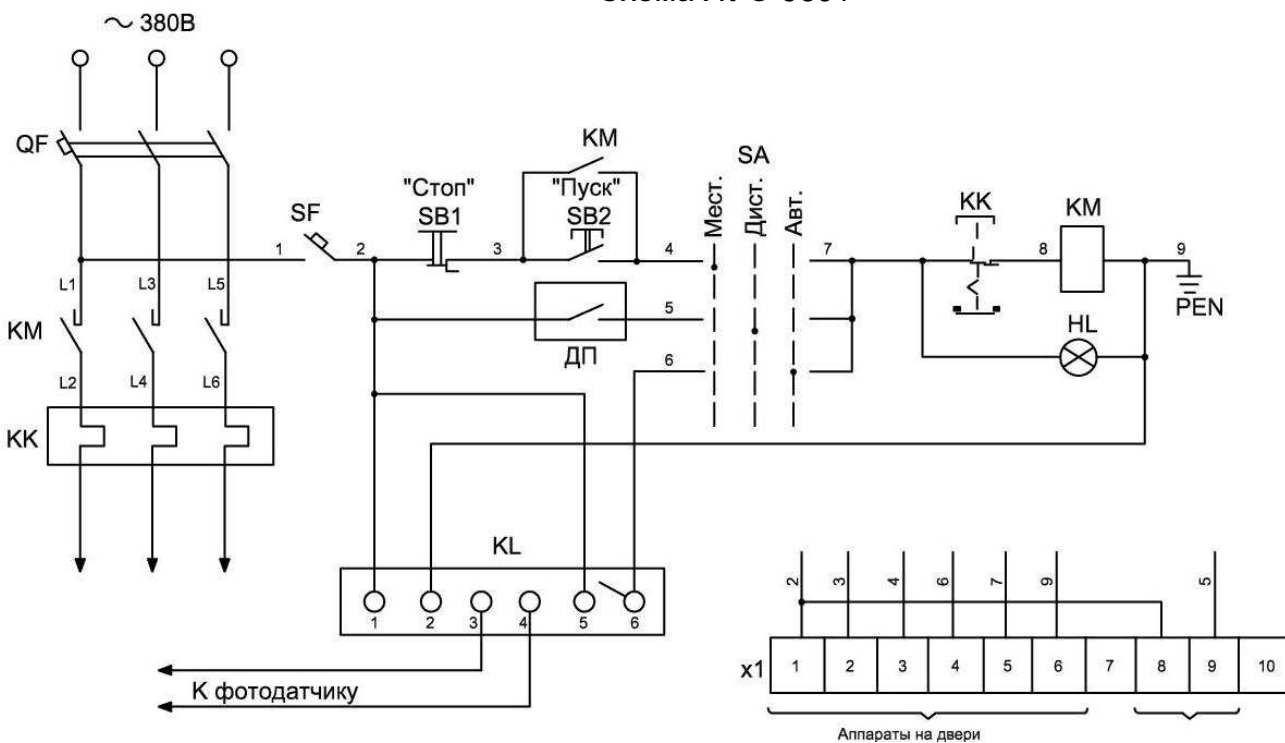 ~ 380В
QF
KM
"Стоп" "Пуск"
SB1 SB2
SA
Мест.
Дист.
Авт.
SF
KK KM
1 2 3 4 7 8 9
PEN
L1 L3 L5
5
KM
ДП
HL
6
L2 L4 L6
KK
KL
1 2 3 4 5 6
К фотодатчику
2 3 4 6 7 9 5
x1 1 2 3 4 5 6 7 8 9 10
Аппараты на двери